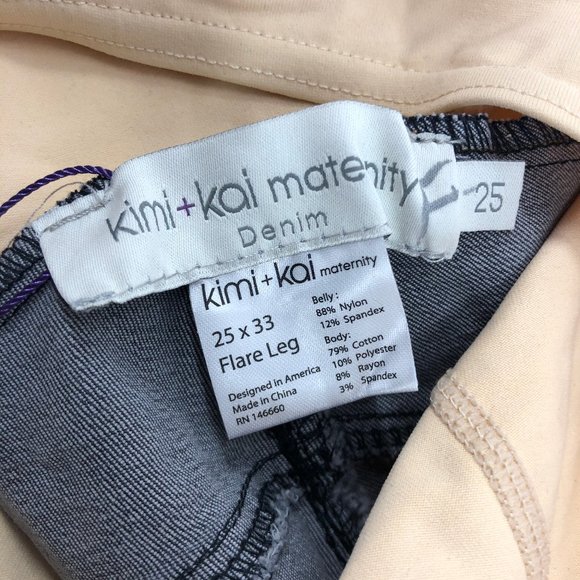 kimi+kai maternity
Denim
25
kimi+kai maternity
25 x 33
Flare Leg
Designed in America
Made in China
RN 146660
Belly:
88% Nylon
12% Spandex
Body:
79% Cotton
10% Polyester
8% Rayon
3% Spandex